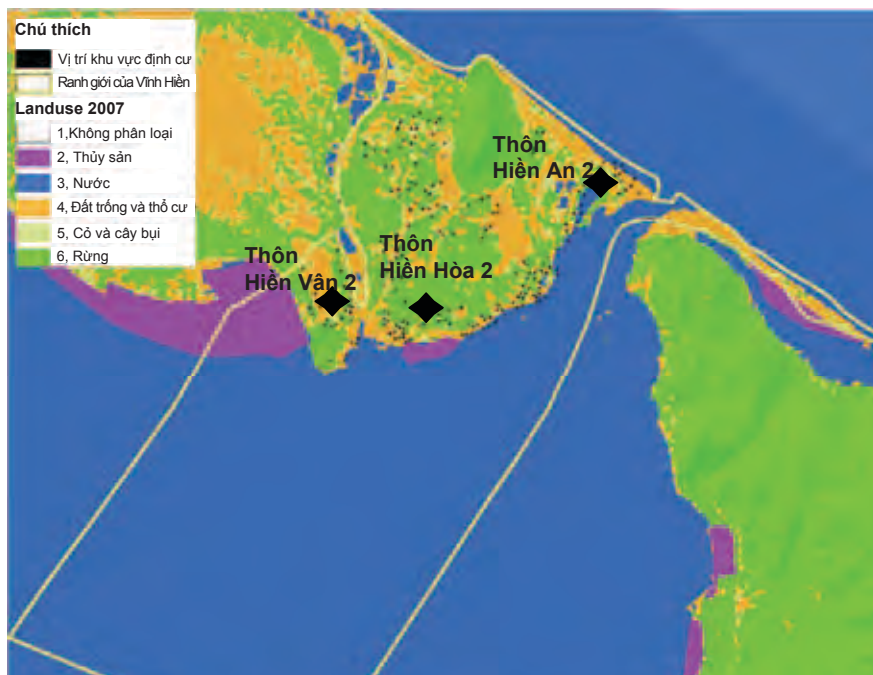 Chú thích
Vị trí khu vực định cư
Ranh giới của Vĩnh Hiền
Landuse 2007
1,Không phân loại
2, Thủy sản
3, Nước
4, Đất trống và thổ cư
5, Cỏ và cây bụi
6, Rừng
Thôn
Hiền An 2
Thôn
Hiền Vân 2
Thôn
Hiền Hòa 2